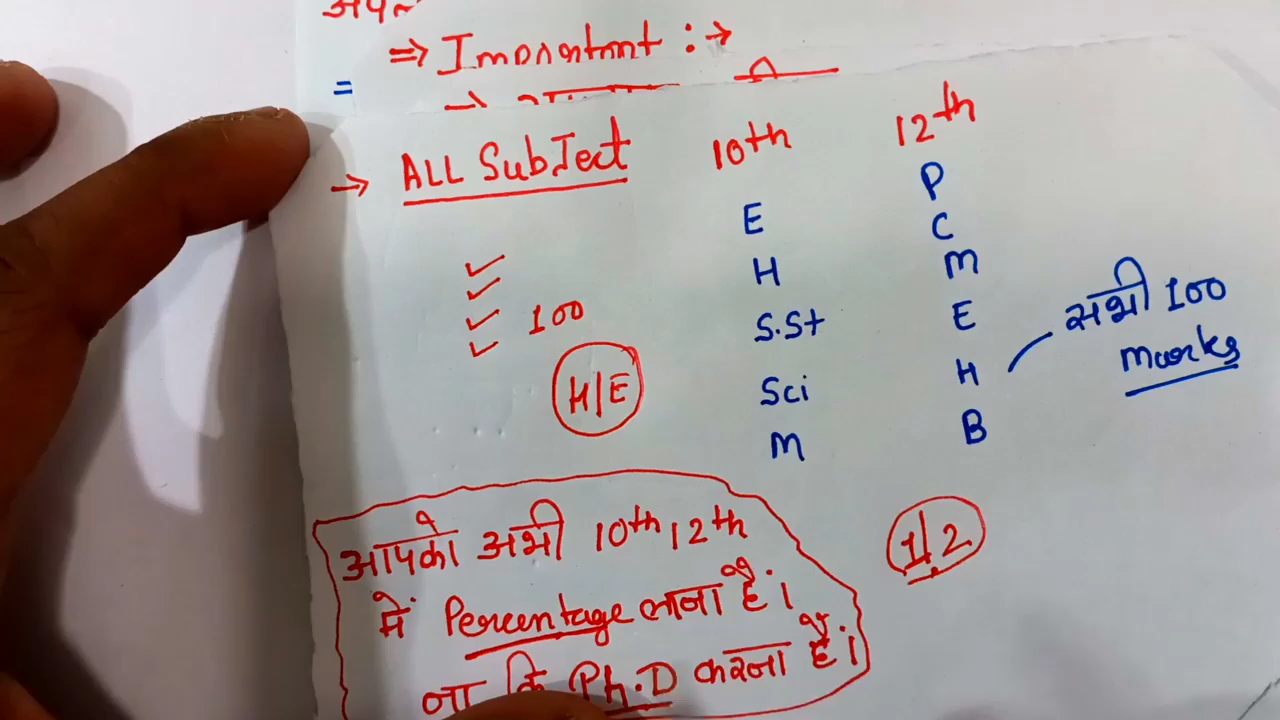 ⇒ Imporatant :→
=
→ ALL SubJect 10th 12th
P
E C
H M
100 S.St E
H/E Sci H सभी 100 Marks
M B
आपको अभी 10th 12th 1/2
में Percentage लाना है।
ना कि Ph.D करना है।